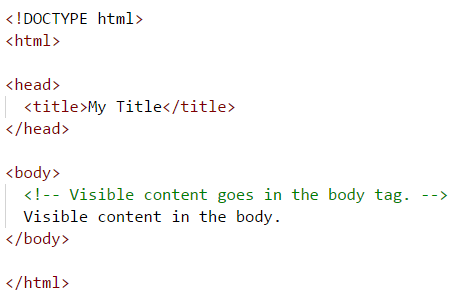 <!DOCTYPE html>
<html>
<head>
<title>My Title</title>
</head>
<body>
<!-- Visible content goes in the body tag. -->
Visible content in the body.
</body>
</html>